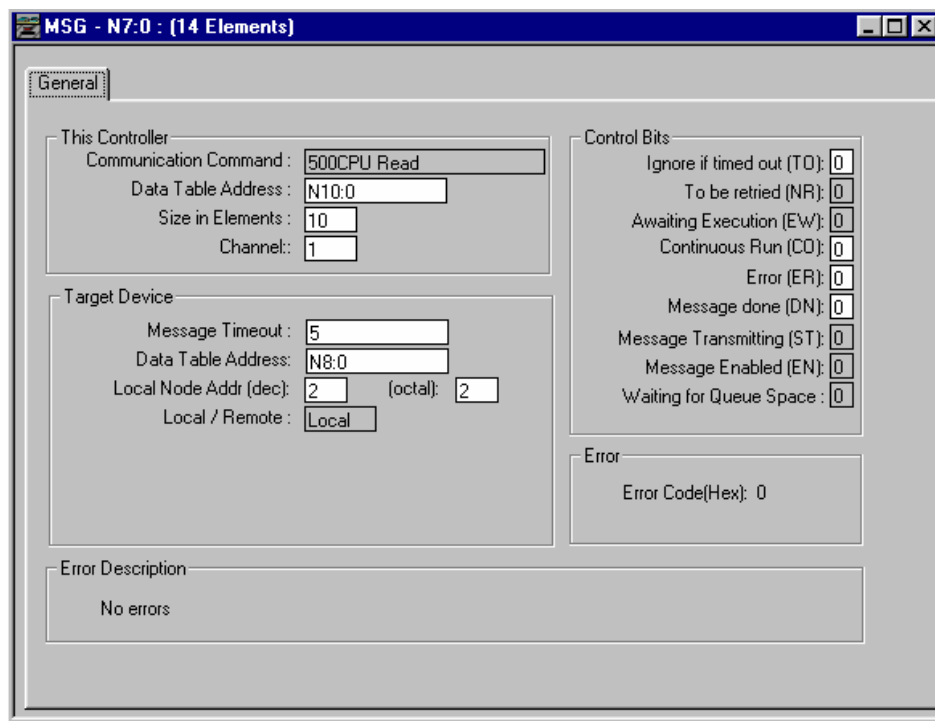 MSG - N7:0 : (14 Elements)
General
This Controller
Communication Command : 500CPU Read
Data Table Address : N10:0
Size in Elements : 10
Channel:: 1
Target Device
Message Timeout : 5
Data Table Address: N8:0
Local Node Addr (dec): 2 (octal): 2
Local / Remote : Local
Control Bits
Ignore if timed out (TO): 0
To be retried (NR): 0
Awaiting Execution (EW): 0
Continuous Run (CO): 0
Error (ER): 0
Message done (DN): 0
Message Transmitting (ST): 0
Message Enabled (EN): 0
Waiting for Queue Space : 0
Error
Error Code(Hex): 0
Error Description
No errors